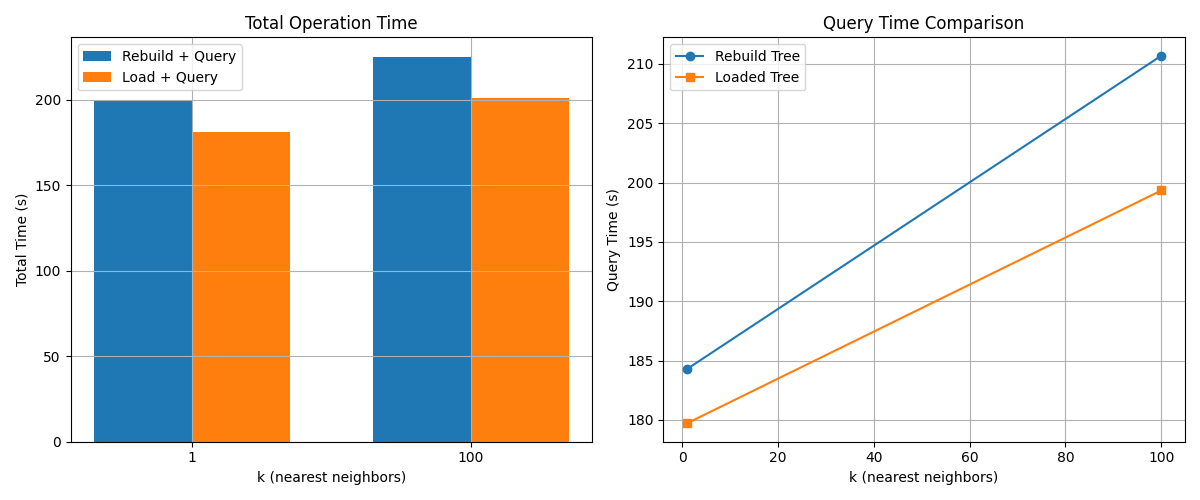 Total Operation Time
Rebuild + Query
Load + Query
200
150
100
50
0
Total Time (s)
1
100
k (nearest neighbors)
Query Time Comparison
Rebuild Tree
Loaded Tree
210
205
200
195
190
185
180
Query Time (s)
0
20
40
60
80
100
k (nearest neighbors)